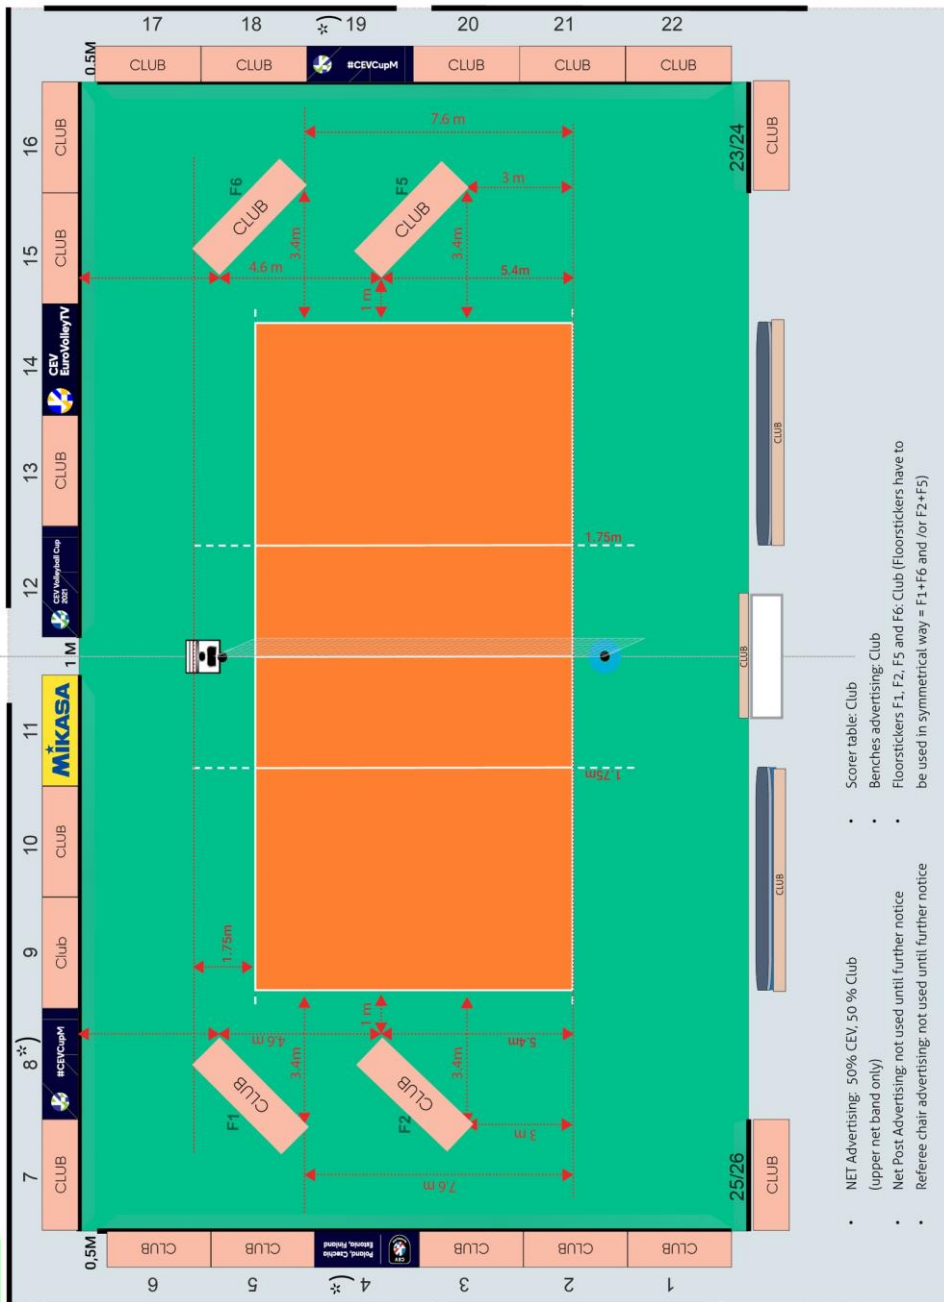 17
18
(*
19
20
21
22
0.5M
CLUB
CLUB
#CEVCupM
CLUB
CLUB
CLUB
16
CLUB
15
CLUB
14
CEV
EuroVolleyTV
13
CLUB
12
CEV Volleyball Cup
2021
1 M
11
MIKASA
10
CLUB
9
Club
8
*)
#CEVCupM
7
CLUB
0,5M
23/24
CLUB
25/26
CLUB
7.6 m
F6
CLUB
F5
CLUB
3 m
3.4m
3.4m
4.6 m
5.4m
1 m
1.75m
1.75m
1.75m
1 m
4.6 m
5.4m
3.4m
3.4m
CLUB
F1
CLUB
F2
3 m
7.6 m
CLUB
CLUB
CLUB
CLUB
CLUB
Poland, Czechia
Estonia, Finland
CEV
CLUB
CLUB
CLUB
6
5
(*
4
3
2
1
• NET Advertising: 50% CEV, 50 % Club
(upper net band only)
• Net Post Advertising: not used until further notice
• Referee chair advertising: not used until further notice
• Scorer table: Club
• Benches advertising: Club
• Floorstickers F1, F2, F5 and F6: Club (Floorstickers have to
be used in symmetrical way = F1+F6 and /or F2+F5)